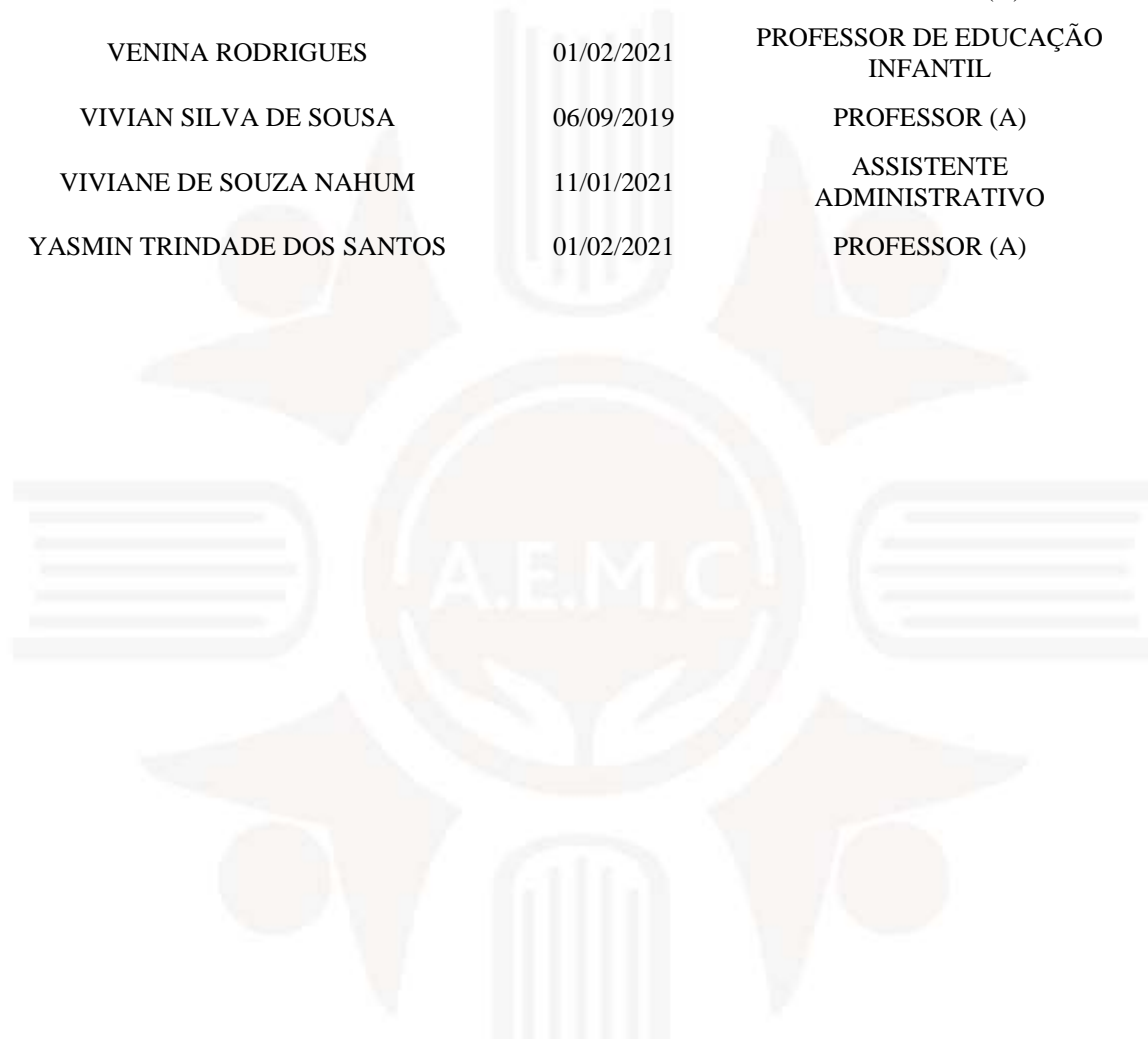 VENINA RODRIGUES 01/02/2021 PROFESSOR DE EDUCAÇÃO
INFANTIL
VIVIAN SILVA DE SOUSA 06/09/2019 PROFESSOR (A)
VIVIANE DE SOUZA NAHUM 11/01/2021 ASSISTENTE
ADMINISTRATIVO
YASMIN TRINDADE DOS SANTOS 01/02/2021 PROFESSOR (A)
A.E.M.C